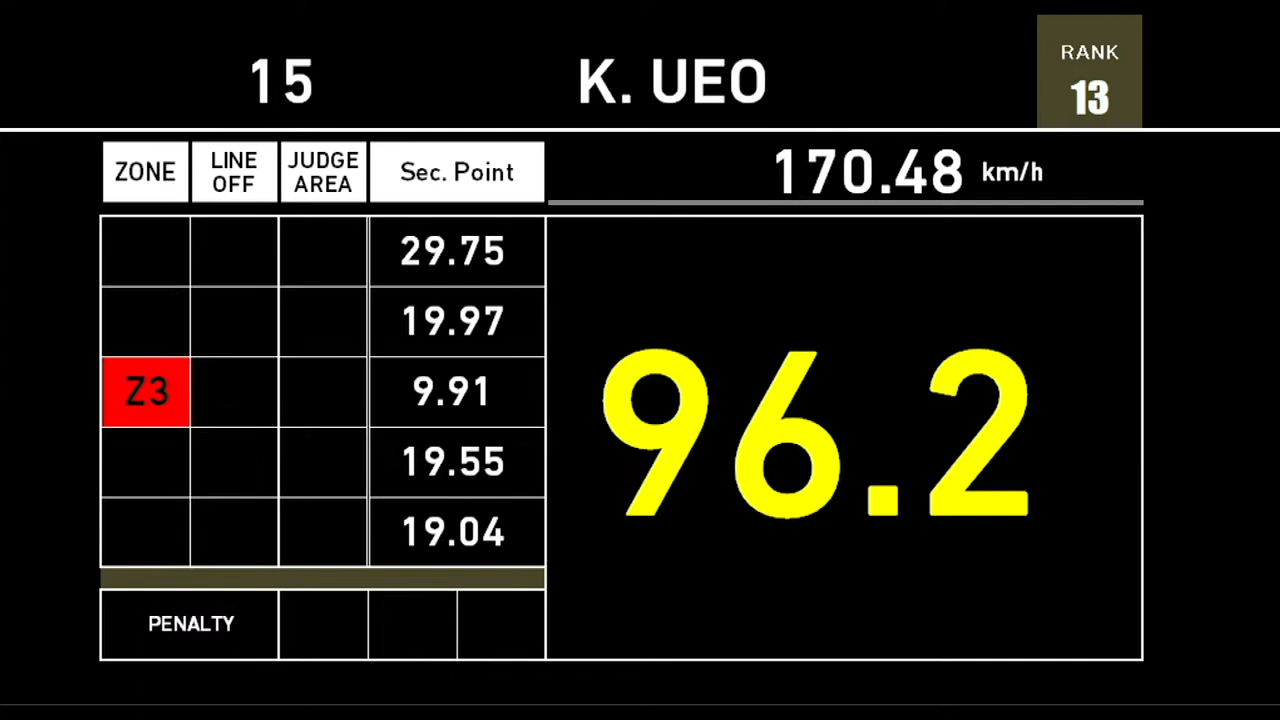 15 K. UEO
RANK
13
ZONE
LINE
OFF
JUDGE
AREA
Sec. Point
170.48 km/h
29.75
19.97
Z3 9.91
19.55
19.04
96.2
PENALTY